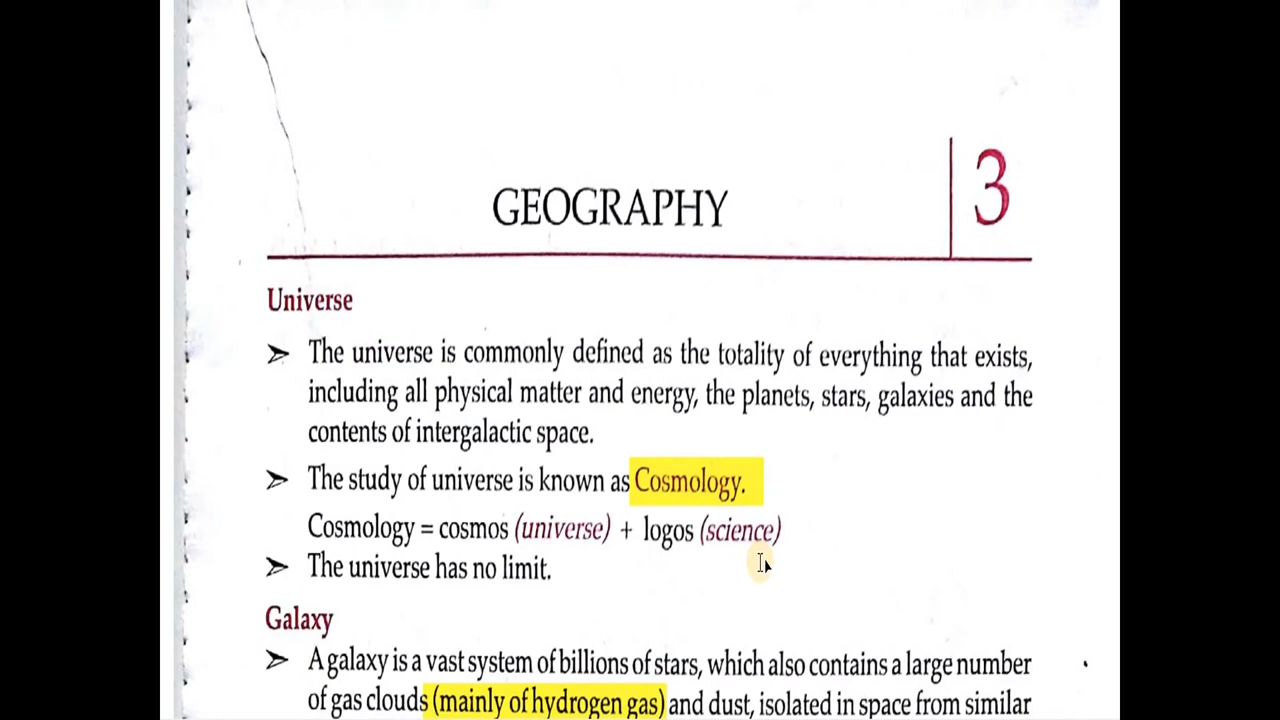 GEOGRAPHY
3
Universe
➢ The universe is commonly defined as the totality of everything that exists,
including all physical matter and energy, the planets, stars, galaxies and the
contents of intergalactic space.
➢ The study of universe is known as Cosmology.
Cosmology = cosmos (universe) + logos (science)
➢ The universe has no limit.
Galaxy
➢ A galaxy is a vast system of billions of stars, which also contains a large number
of gas clouds (mainly of hydrogen gas) and dust, isolated in space from similar